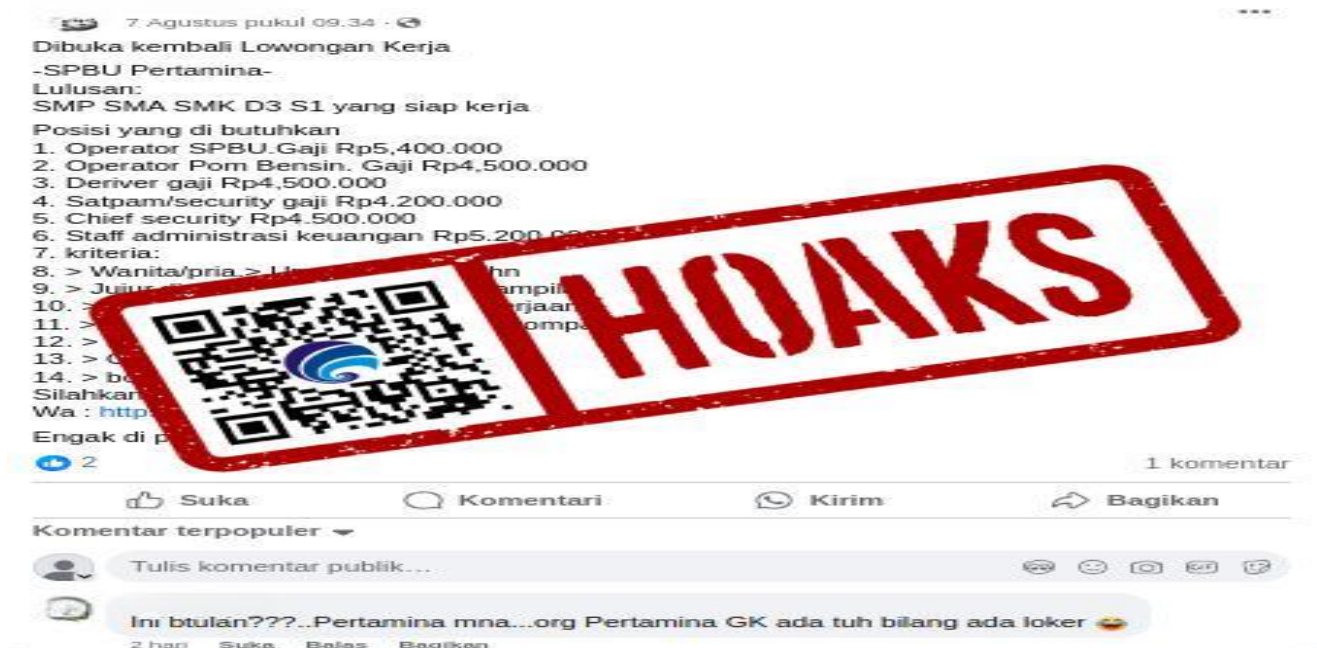 7 Agustus pukul 09.34 ·
Dibuka kembali Lowongan Kerja
-SPBU Pertamina-
Lulusan:
SMP SMA SMK D3 S1 yang siap kerja
Posisi yang di butuhkan
1. Operator SPBU.Gaji Rp5,400.000
2. Operator Pom Bensin. Gaji Rp4,500.000
3. Deriver gaji Rp4,500.000
4. Satpam/security gaji Rp4.200.000
5. Chief security Rp4.500.000
6. Staff administrasi keuangan Rp5.200
7. kriteria:
8. > Wanita/pria.>
9. >
10. >
11. >
12. >
13. >
14. >
Silahkan
Wa :
Engak di
HOAKS
2
1 komentar
Suka Komentari Kirim Bagikan
Komentar terpopuler
Tulis komentar publik...
GIF
Ini btulan???..Pertamina mna...org Pertamina GK ada tuh bilang ada loker 😂
2 hari Suka Balas Bagikan